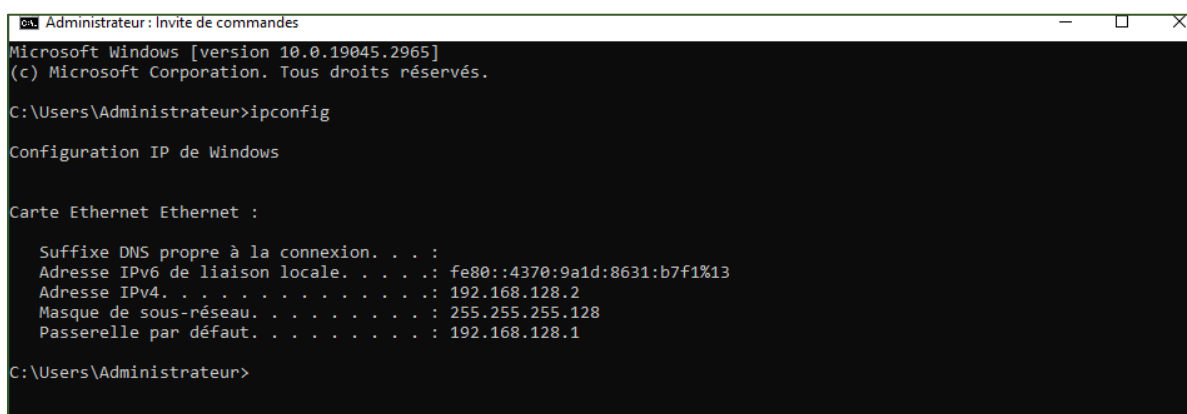 Administrateur : Invite de commandes
Microsoft Windows [version 10.0.19045.2965]
(c) Microsoft Corporation. Tous droits réservés.
C:\Users\Administrateur>ipconfig
Configuration IP de Windows
Carte Ethernet Ethernet :
Suffixe DNS propre à la connexion. . . :
Adresse IPv6 de liaison locale. . . . .: fe80::4370:9a1d:8631:b7f1%13
Adresse IPv4. . . . . . . . . . . . . .: 192.168.128.2
Masque de sous-réseau. . . . . . . . . : 255.255.255.128
Passerelle par défaut. . . . . . . . . : 192.168.128.1
C:\Users\Administrateur>